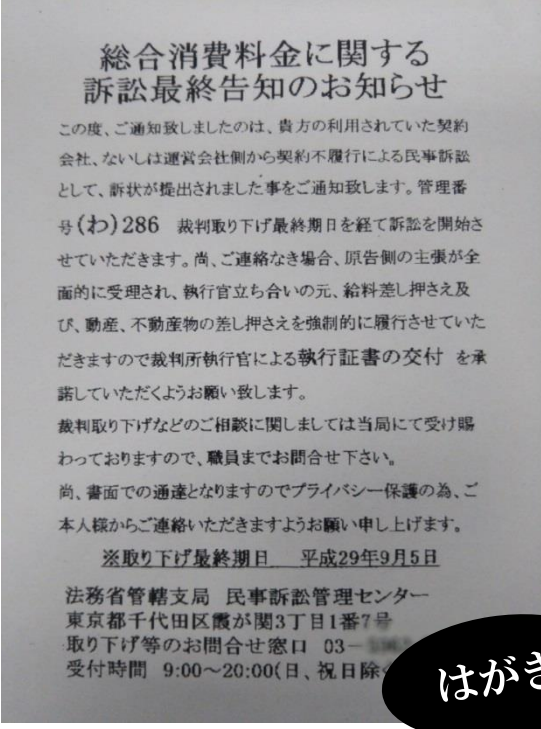 総合消費料金に関する
訴訟最終告知のお知らせ
この度、ご通知致しましたのは、貴方の利用されていた契約
会社、ないしは運営会社側から契約不履行による民事訴訟
として、訴状が提出されました事をご通知致します。管理番
号(わ)286　裁判取り下げ最終期日を経て訴訟を開始さ
せていただきます。尚、ご連絡なき場合、原告側の主張が全
面的に受理され、執行官立ち合いの元、給料差し押さえ及
び、動産、不動産物の差し押さえを強制的に履行させていた
だきますので裁判所執行官による執行証書の交付 を承
諾していただくようお願い致します。
裁判取り下げなどのご相談に関しましては当局にて受け賜
わっておりますので、職員までお問合せ下さい。
尚、書面での通達となりますのでプライバシー保護の為、ご
本人様からご連絡いただきますようお願い申し上げます。
※取り下げ最終期日　平成29年9月5日
法務省管轄支局　民事訴訟管理センター
東京都千代田区霞が関3丁目1番7号
取り下げ等のお問合せ窓口　03－
受付時間　9:00～20:00(日、祝日除
はがき